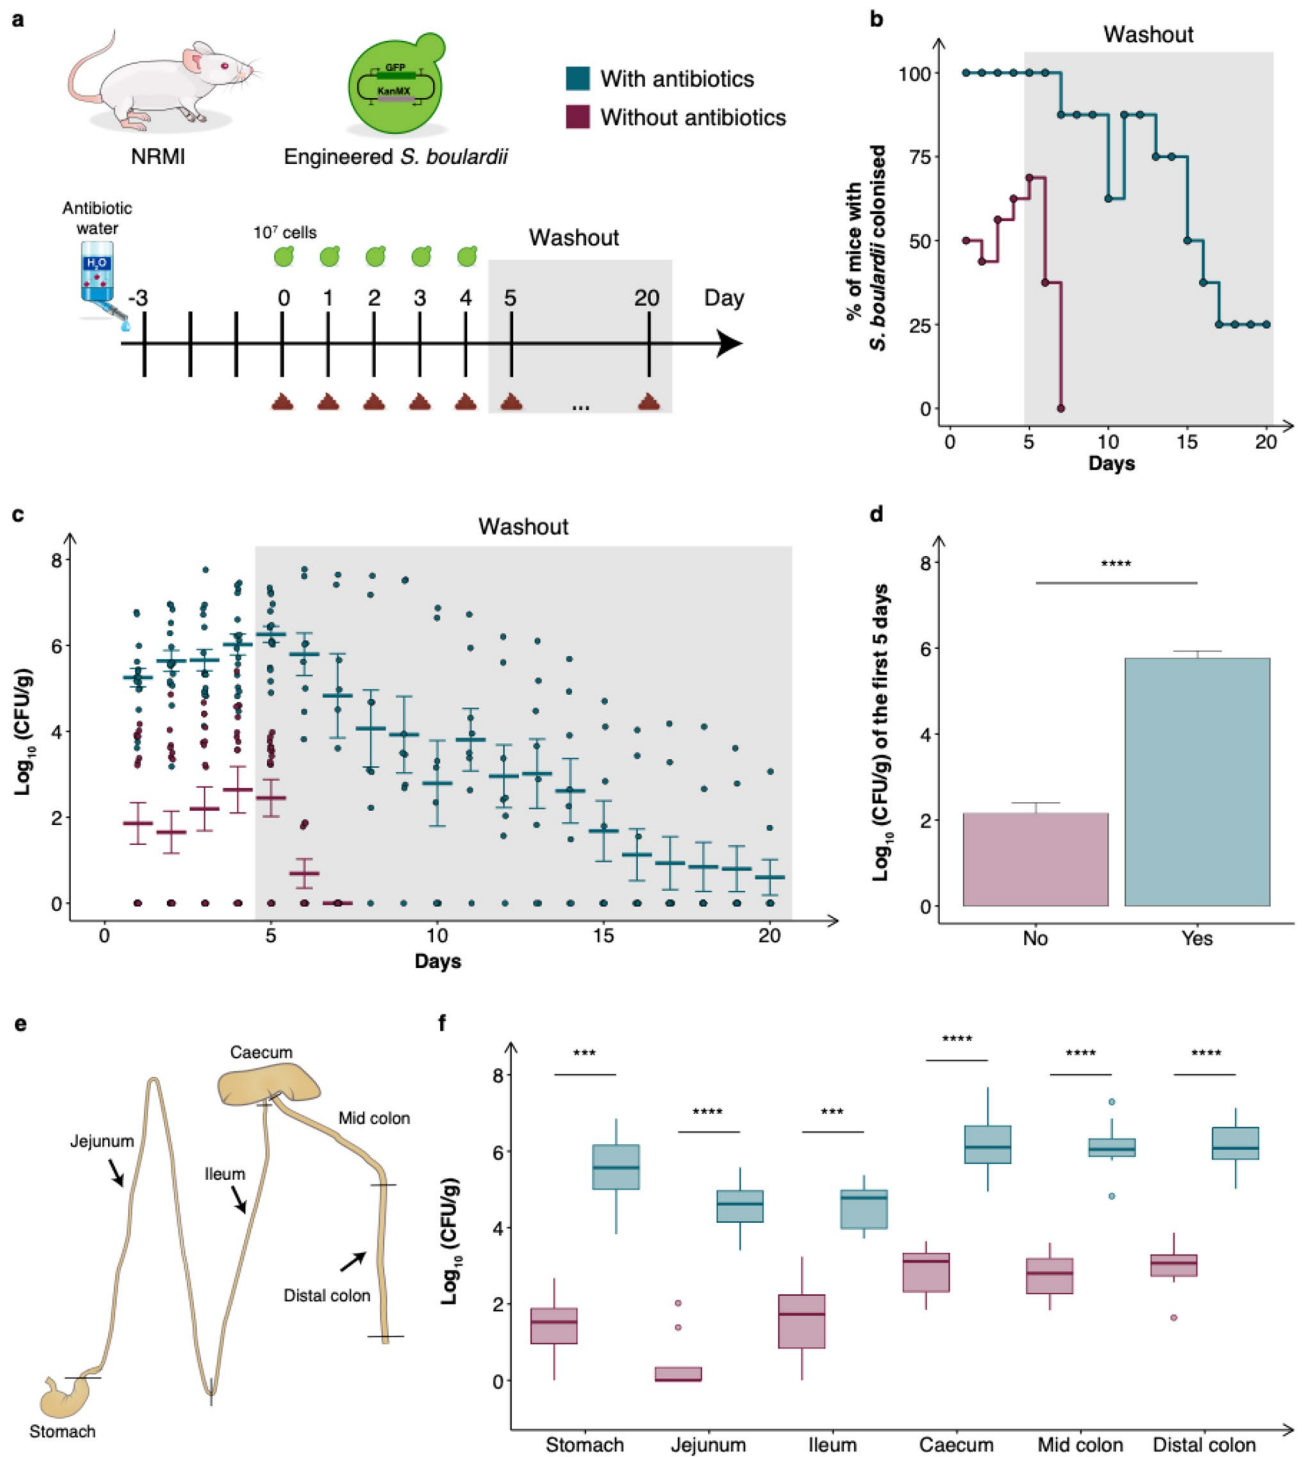 a
GFP
KanMX
NRMI
Engineered S. boulardii
With antibiotics
Without antibiotics
Antibiotic
water
H₂O
10⁷ cells
Washout
-3 0 1 2 3 4 5 20 Day
...
b
Washout
% of mice with
S. boulardii colonised
100
75
50
25
0
0 5 10 15 20
Days
c
Washout
Log₁₀ (CFU/g)
8
6
4
2
0
0 5 10 15 20
Days
d
****
Log₁₀ (CFU/g) of the first 5 days
8
6
4
2
0
No Yes
e
Caecum
Mid colon
Jejunum
Ileum
Distal colon
Stomach
f
*** **** *** **** **** ****
Log₁₀ (CFU/g)
8
6
4
2
0
Stomach Jejunum Ileum Caecum Mid colon Distal colon